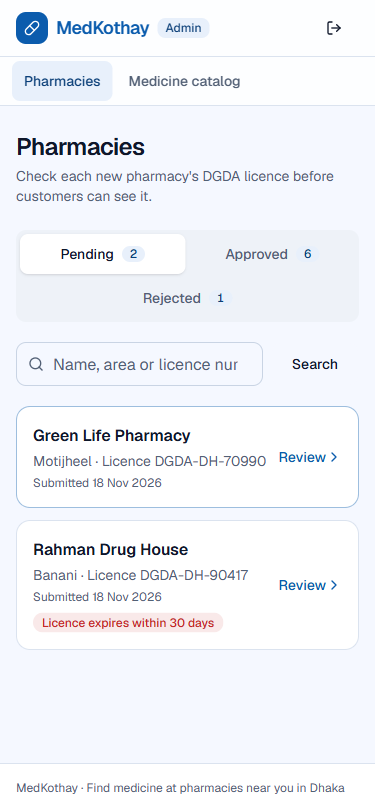 MedKothay Admin
Pharmacies Medicine catalog
Pharmacies
Check each new pharmacy's DGDA licence before
customers can see it.
Pending 2 Approved 6
Rejected 1
Name, area or licence nur Search
Green Life Pharmacy
Motijheel · Licence DGDA-DH-70990
Submitted 18 Nov 2026
Review
Rahman Drug House
Banani · Licence DGDA-DH-90417
Submitted 18 Nov 2026
Review
Licence expires within 30 days
MedKothay · Find medicine at pharmacies near you in Dhaka